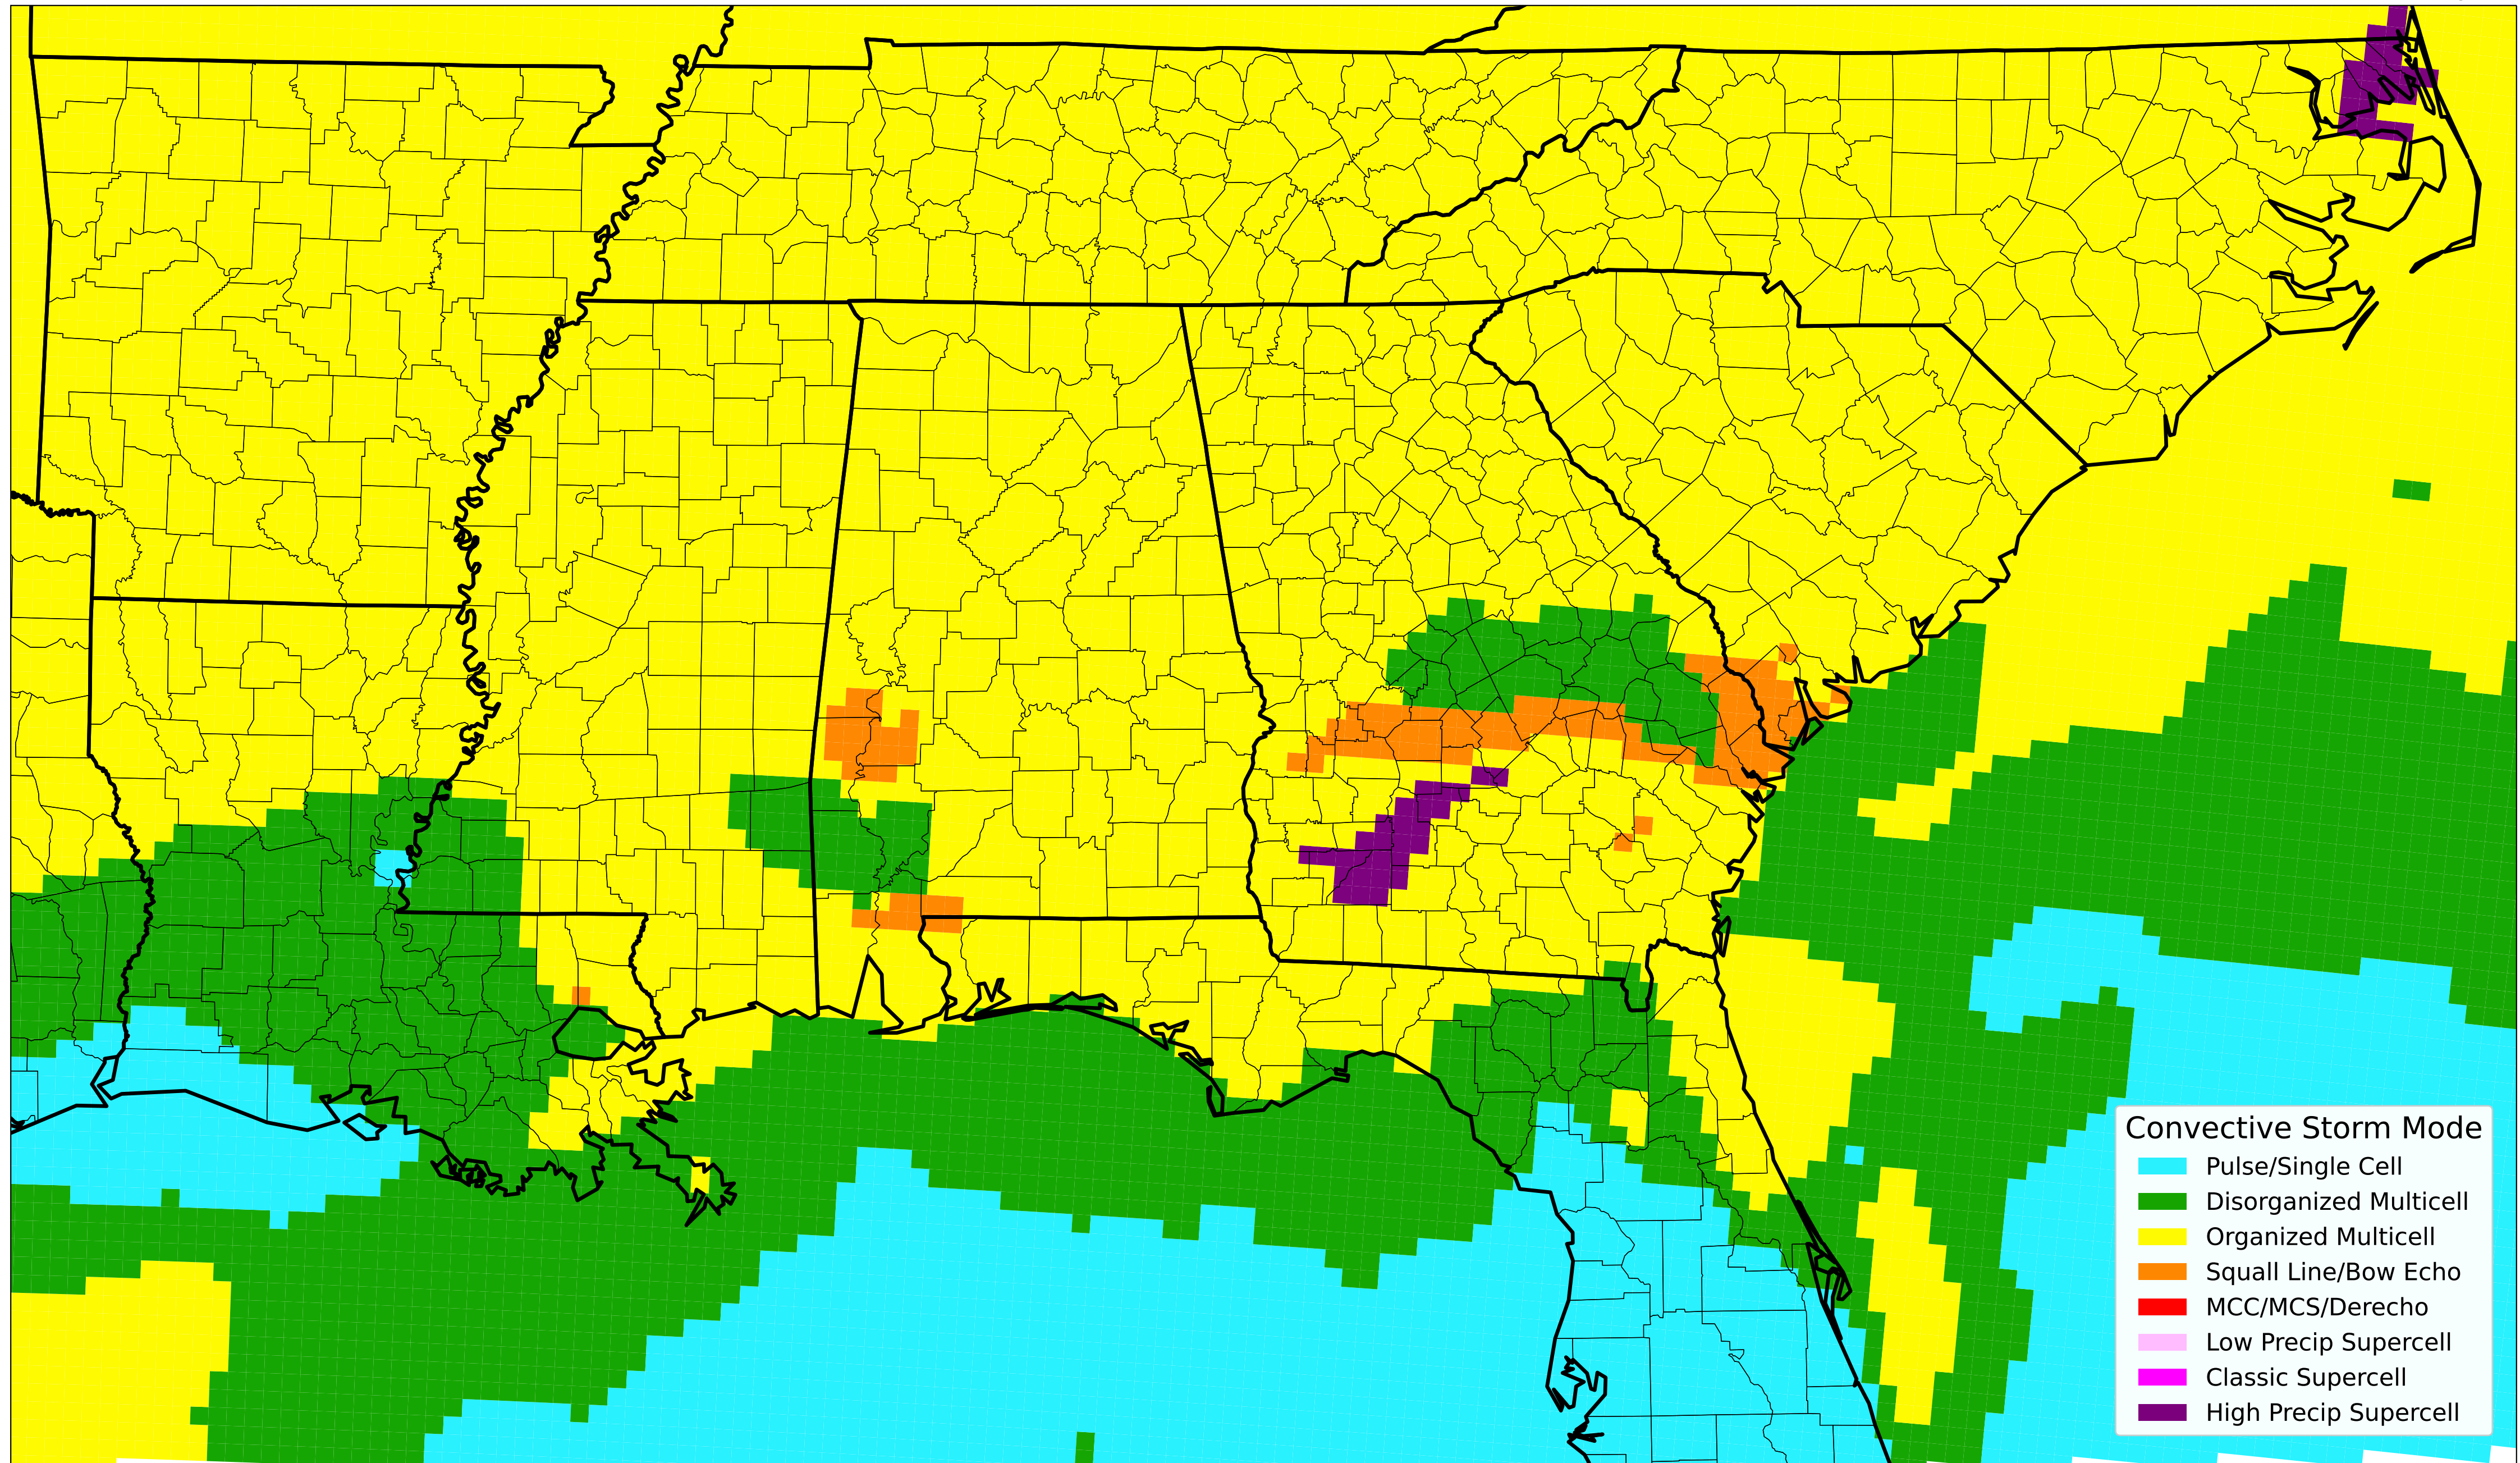 Convective Storm Mode
Pulse/Single Cell
Disorganized Multicell
Organized Multicell
Squall Line/Bow Echo
MCC/MCS/Derecho
Low Precip Supercell
Classic Supercell
High Precip Supercell